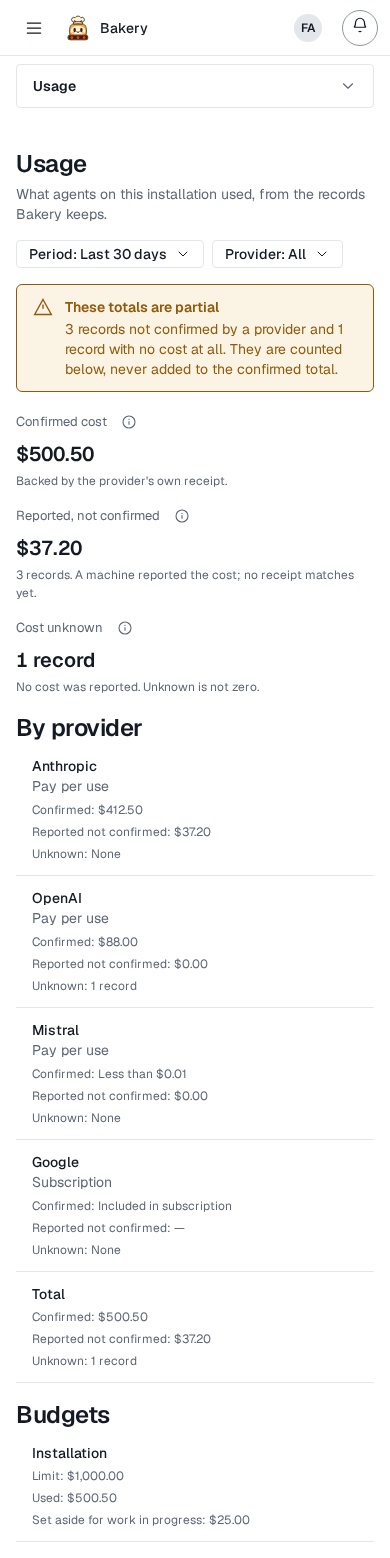 Bakery
FA
Usage
Usage
What agents on this installation used, from the records
Bakery keeps.
Period: Last 30 days
Provider: All
These totals are partial
3 records not confirmed by a provider and 1
record with no cost at all. They are counted
below, never added to the confirmed total.
Confirmed cost
$500.50
Backed by the provider's own receipt.
Reported, not confirmed
$37.20
3 records. A machine reported the cost; no receipt matches
yet.
Cost unknown
1 record
No cost was reported. Unknown is not zero.
By provider
Anthropic
Pay per use
Confirmed: $412.50
Reported not confirmed: $37.20
Unknown: None
OpenAI
Pay per use
Confirmed: $88.00
Reported not confirmed: $0.00
Unknown: 1 record
Mistral
Pay per use
Confirmed: Less than $0.01
Reported not confirmed: $0.00
Unknown: None
Google
Subscription
Confirmed: Included in subscription
Reported not confirmed: —
Unknown: None
Total
Confirmed: $500.50
Reported not confirmed: $37.20
Unknown: 1 record
Budgets
Installation
Limit: $1,000.00
Used: $500.50
Set aside for work in progress: $25.00